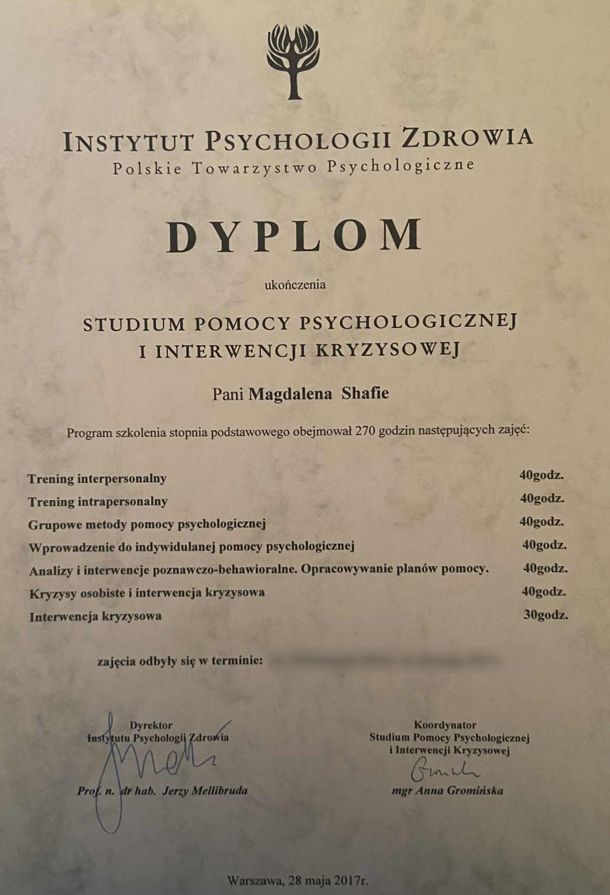 INSTYTUT PSYCHOLOGII ZDROWIA
Polskie Towarzystwo Psychologiczne
DYPLOM
ukończenia
STUDIUM POMOCY PSYCHOLOGICZNEJ
I INTERWENCJI KRYZYSOWEJ
Pani Magdalena Shafie
Program szkolenia stopnia podstawowego obejmował 270 godzin następujących zajęć:
Trening interpersonalny 40godz.
Trening intrapersonalny 40godz.
Grupowe metody pomocy psychologicznej 40godz.
Wprowadzenie do indywidulanej pomocy psychologicznej 40godz.
Analizy i interwencje poznawczo-behawioralne. Opracowywanie planów pomocy. 40godz.
Kryzysy osobiste i interwencja kryzysowa 40godz.
Interwencja kryzysowa 30godz.
zajęcia odbyły się w terminie:
Dyrektor
Instytutu Psychologii Zdrowia
Prof. n. dr hab. Jerzy Mellibruda
Koordynator
Studium Pomocy Psychologicznej
i Interwencji Kryzysowej
mgr Anna Gromińska
Warszawa, 28 maja 2017r.